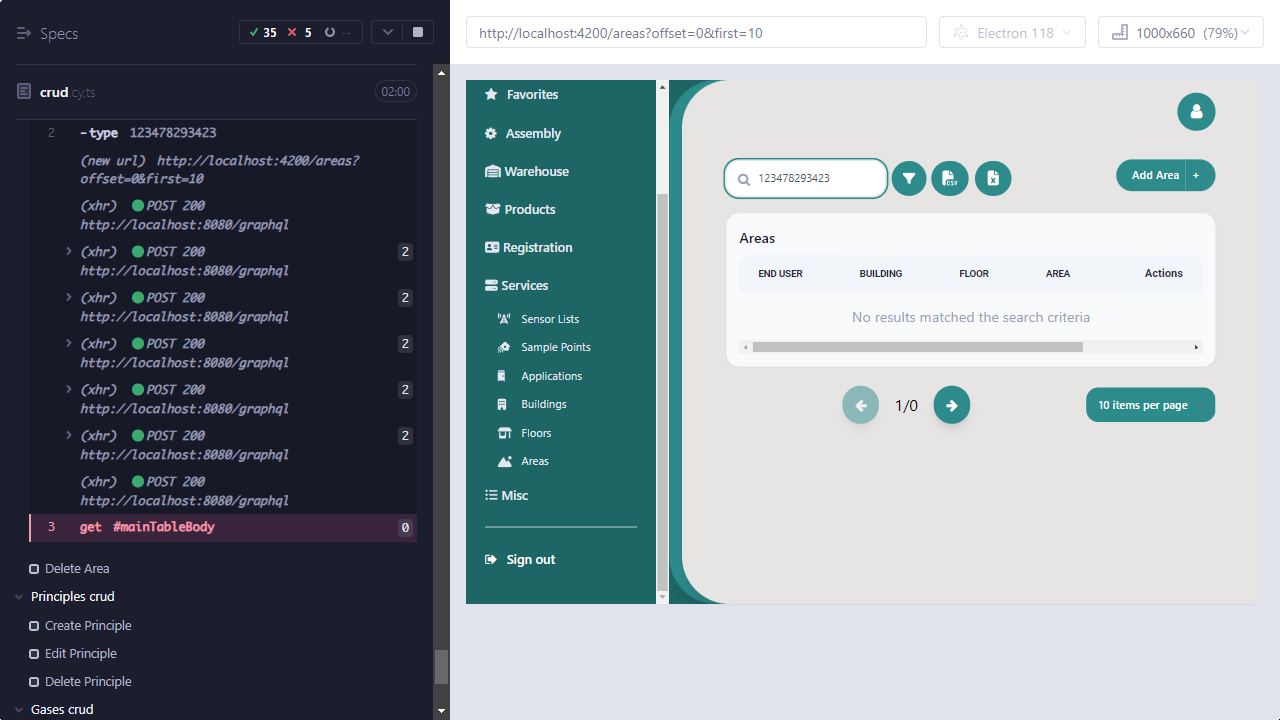 Specs
35
5
--
crud.cy.ts
02:00
2 -type 123478293423
(new url) http://localhost:4200/areas?
offset=0&first=10
(xhr) POST 200
http://localhost:8080/graphql
(xhr) POST 200
2
http://localhost:8080/graphql
(xhr) POST 200
2
http://localhost:8080/graphql
(xhr) POST 200
2
http://localhost:8080/graphql
(xhr) POST 200
2
http://localhost:8080/graphql
(xhr) POST 200
2
http://localhost:8080/graphql
(xhr) POST 200
http://localhost:8080/graphql
3 get #mainTableBody
0
Delete Area
Principles crud
Create Principle
Edit Principle
Delete Principle
Gases crud
http://localhost:4200/areas?offset=0&first=10
Electron 118
1000x660 (79%)
Favorites
Assembly
Warehouse
Products
Registration
Services
Sensor Lists
Sample Points
Applications
Buildings
Floors
Areas
Misc
Sign out
123478293423
CSV
X
Add Area +
Areas
END USER BUILDING FLOOR AREA Actions
No results matched the search criteria
1/0
10 items per page